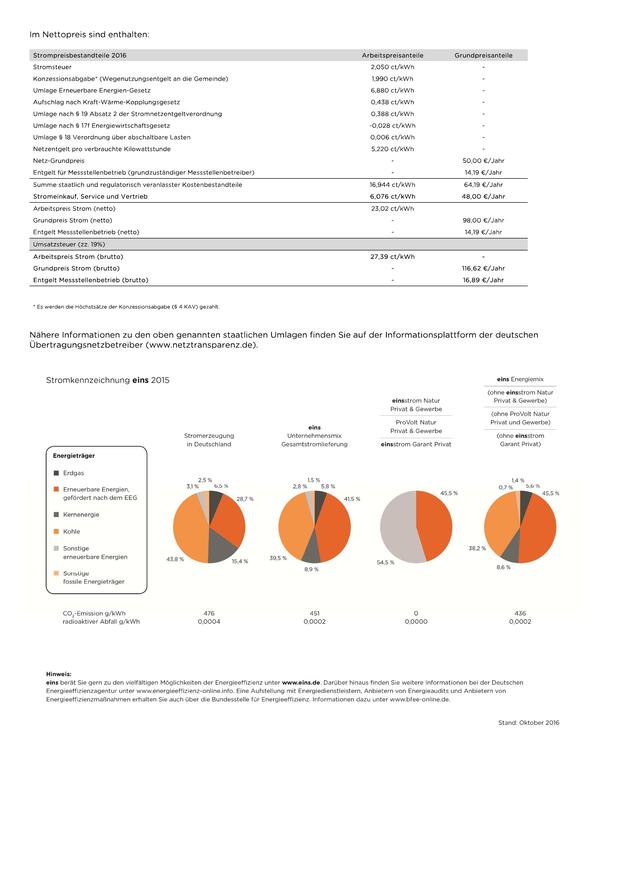 Im Nettopreis sind enthalten:
Strompreisbestandteile 2016 Arbeitspreisanteile Grundpreisanteile
Stromsteuer 2,050 ct/kWh -
Konzessionsabgabe* (Wegenutzungsentgelt an die Gemeinde) 1,990 ct/kWh -
Umlage Erneuerbare Energien-Gesetz 6,880 ct/kWh -
Aufschlag nach Kraft-Wärme-Kopplungsgesetz 0,438 ct/kWh -
Umlage nach § 19 Absatz 2 der Stromnetzentgeltverordnung 0,388 ct/kWh -
Umlage nach § 17f Energiewirtschaftsgesetz -0,028 ct/kWh -
Umlage § 18 Verordnung über abschaltbare Lasten 0,006 ct/kWh -
Netzentgelt pro verbrauchte Kilowattstunde 5,220 ct/kWh -
Netz-Grundpreis - 50,00 €/Jahr
Entgelt für Messstellenbetrieb (grundzuständiger Messstellenbetreiber) - 14,19 €/Jahr
Summe staatlich und regulatorisch veranlasster Kostenbestandteile 16,944 ct/kWh 64,19 €/Jahr
Stromeinkauf, Service und Vertrieb 6,076 ct/kWh 48,00 €/Jahr
Arbeitspreis Strom (netto) 23,02 ct/kWh
Grundpreis Strom (netto) - 98,00 €/Jahr
Entgelt Messstellenbetrieb (netto) - 14,19 €/Jahr
Umsatzsteuer (zz. 19%)
Arbeitspreis Strom (brutto) 27,39 ct/kWh -
Grundpreis Strom (brutto) - 116,62 €/Jahr
Entgelt Messstellenbetrieb (brutto) - 16,89 €/Jahr
* Es werden die Höchstsätze der Konzessionsabgabe (§ 4 KAV) gezahlt.
Nähere Informationen zu den oben genannten staatlichen Umlagen finden Sie auf der Informationsplattform der deutschen
Übertragungsnetzbetreiber (www.netztransparenz.de).
Stromkennzeichnung eins 2015
Stromerzeugung
in Deutschland
eins
Unternehmensmix
Gesamtstromlieferung
einsstrom Natur
Privat & Gewerbe
ProVolt Natur
Privat & Gewerbe
einsstrom Garant Privat
eins Energiemix
(ohne einsstrom Natur
Privat & Gewerbe)
(ohne ProVolt Natur
Privat und Gewerbe)
(ohne einsstrom
Garant Privat)
Energieträger
Erdgas
Erneuerbare Energien,
gefördert nach dem EEG
Kernenergie
Kohle
Sonstige
erneuerbare Energien
Sonstige
fossile Energieträger
2,5 %
3,1 % 6,5 %
28,7 %
43,8 % 15,4 %
1,5 %
2,8 % 5,8 %
41,5 %
39,5 %
8,9 %
45,5 %
54,5 %
1,4 %
0,7 % 5,6 %
45,5 %
38,2 %
8,6 %
CO2-Emission g/kWh 476 451 0 436
radioaktiver Abfall g/kWh 0,0004 0,0002 0,0000 0,0002
Hinweis:
eins berät Sie gern zu den vielfältigen Möglichkeiten der Energieeffizienz unter www.eins.de. Darüber hinaus finden Sie weitere Informationen bei der Deutschen
Energieeffizienzagentur unter www.energieeffizienz-online.info. Eine Aufstellung mit Energiedienstleistern, Anbietern von Energieaudits und Anbietern von
Energieeffizienzmaßnahmen erhalten Sie auch über die Bundesstelle für Energieeffizienz. Informationen dazu unter www.bfee-online.de.
Stand: Oktober 2016